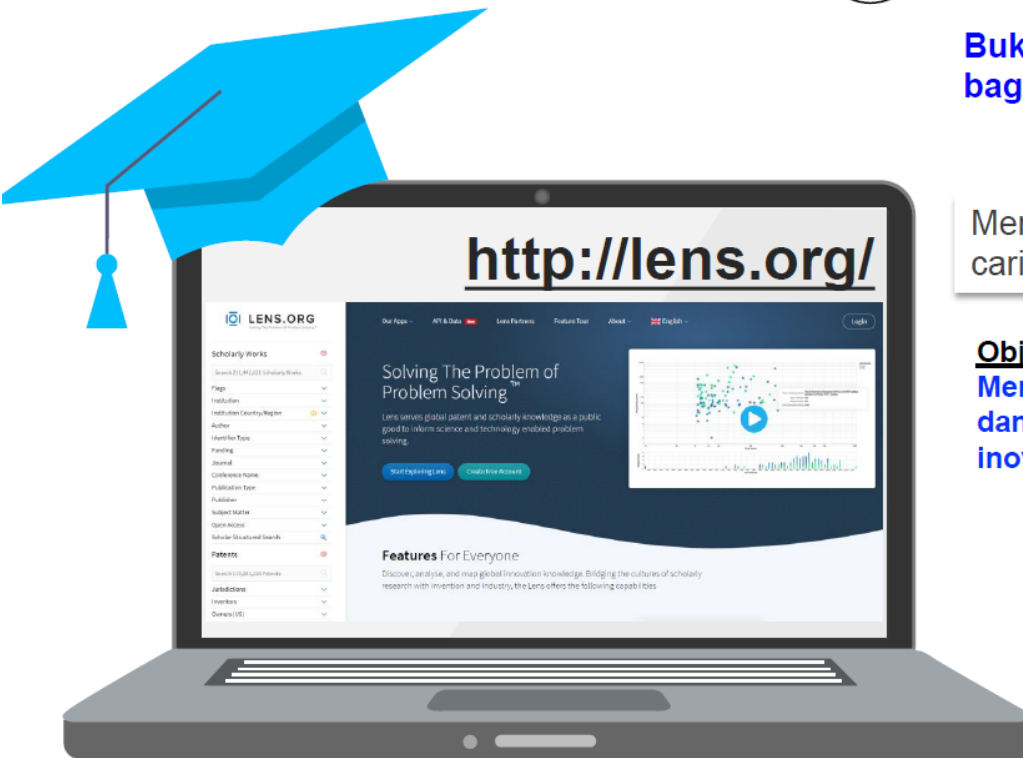 Buk
bag
http://lens.org/
Mer
cari
Obj
Mer
dan
inov
LENS.ORG
Our Apps
API & Data
Lens Partners
Feature Tour
About
English
Login
Scholarly Works
Flags
Institution
Institution Country/Region
Author
Identifier Type
Funding
Journal
Conference Name
Publication Type
Publisher
Subject Matter
Open Access
Scholar Structured Search
Patents
Jurisdictions
Inventors
Owners (US)
Solving The Problem of
Problem Solving™
Lens serves global patent and scholarly knowledge as a public
good to inform science and technology enabled problem
solving.
Start Exploring Lens
Create Free Account
Features For Everyone
Discover, analyse, and map global innovation knowledge. Bridging the cultures of scholarly
research with invention and industry, the Lens offers the following capabilities